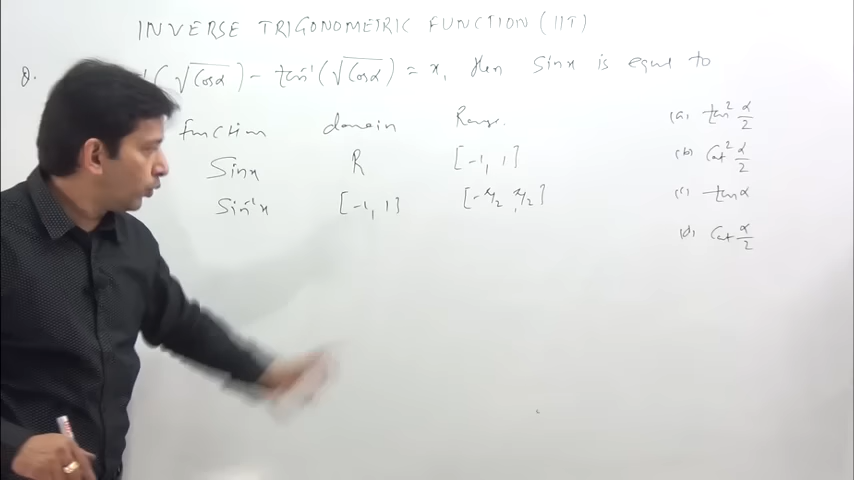 INVERSE TRIGONOMETRIC FUNCTION (IIT)
Q. (√Cosα) - tan⁻¹(√Cosα) = x, then Sinx is equal to
function domain Range.
Sinx R [-1, 1]
Sin⁻¹x [-1, 1] [-π/2, π/2]
(a) tan² α/2
(b) Cot² α/2
(c) tanα
(d) Cot α/2